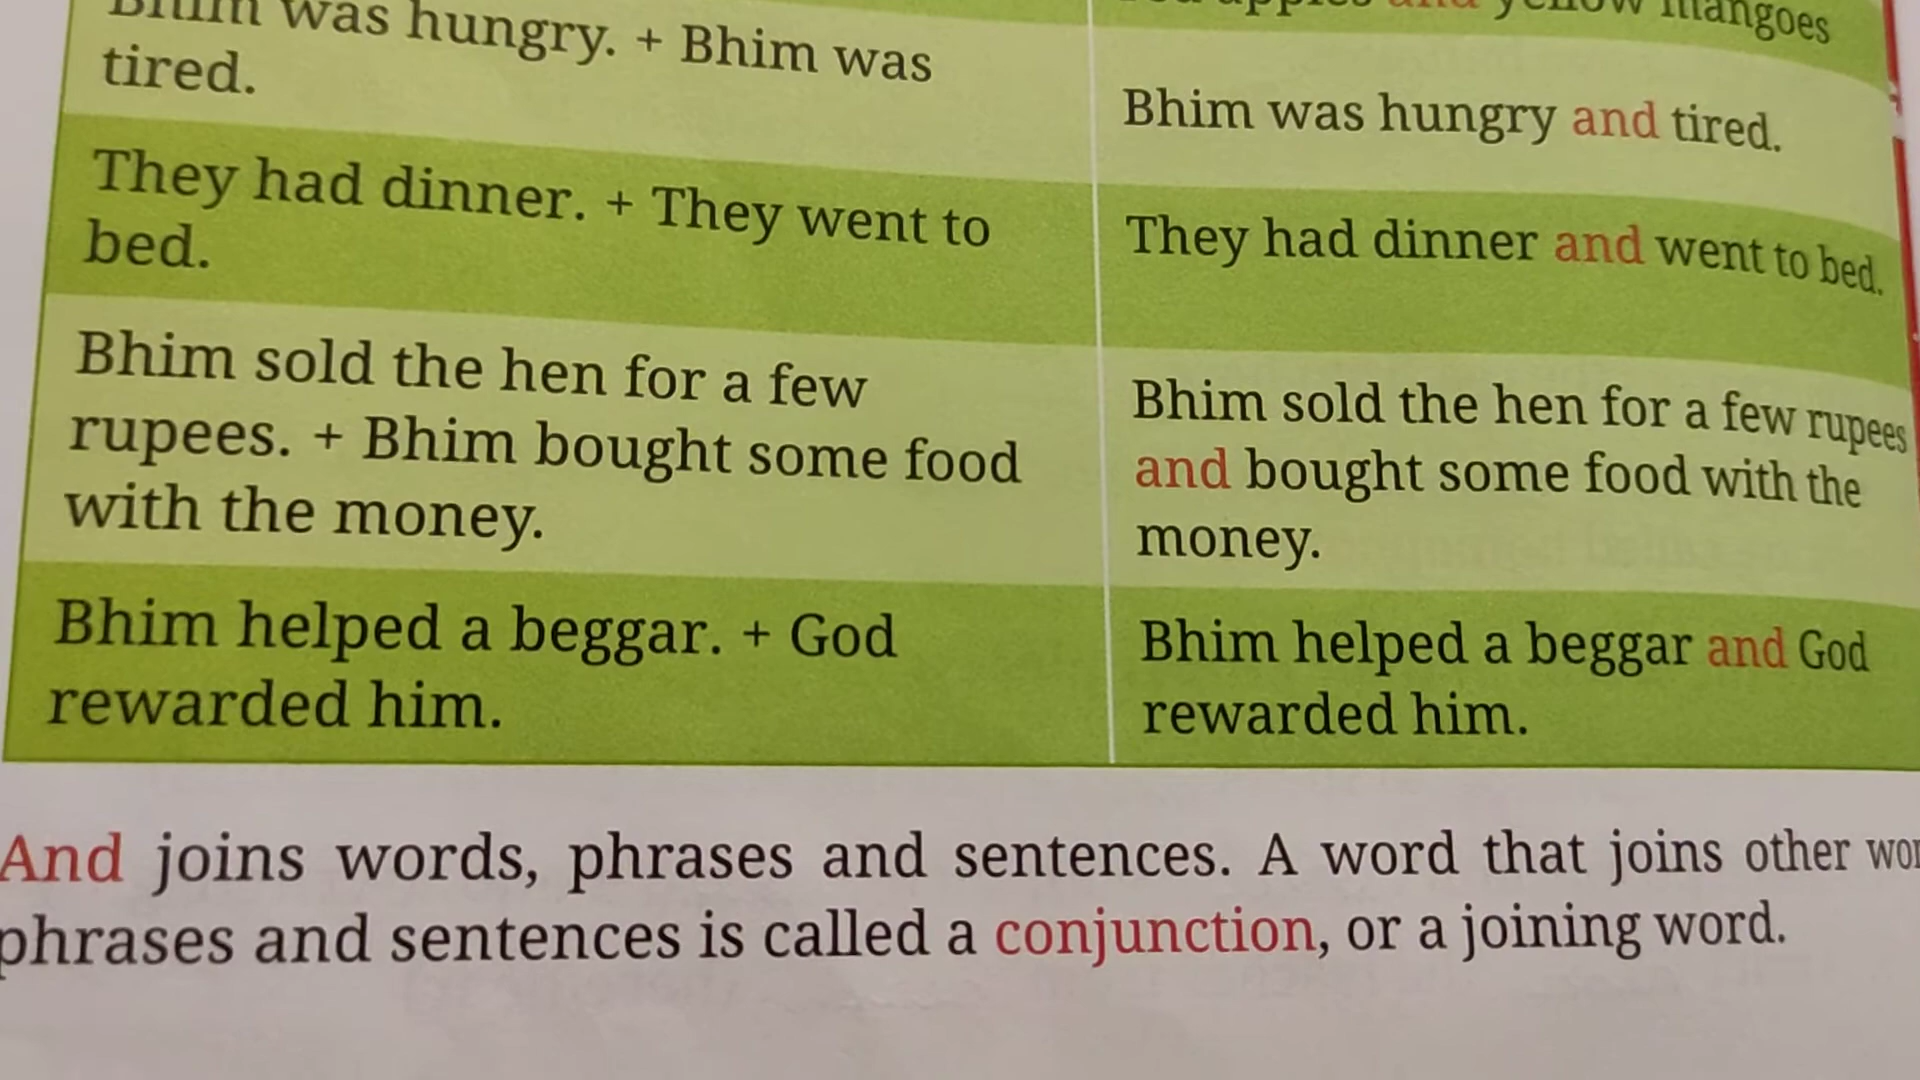 apples and yellow mangoes
Bhim was hungry. + Bhim was
tired.
Bhim was hungry and tired.
They had dinner. + They went to
bed.
They had dinner and went to bed.
Bhim sold the hen for a few
rupees. + Bhim bought some food
with the money.
Bhim sold the hen for a few rupees
and bought some food with the
money.
Bhim helped a beggar. + God
rewarded him.
Bhim helped a beggar and God
rewarded him.
And joins words, phrases and sentences. A word that joins other
phrases and sentences is called a conjunction, or a joining word.